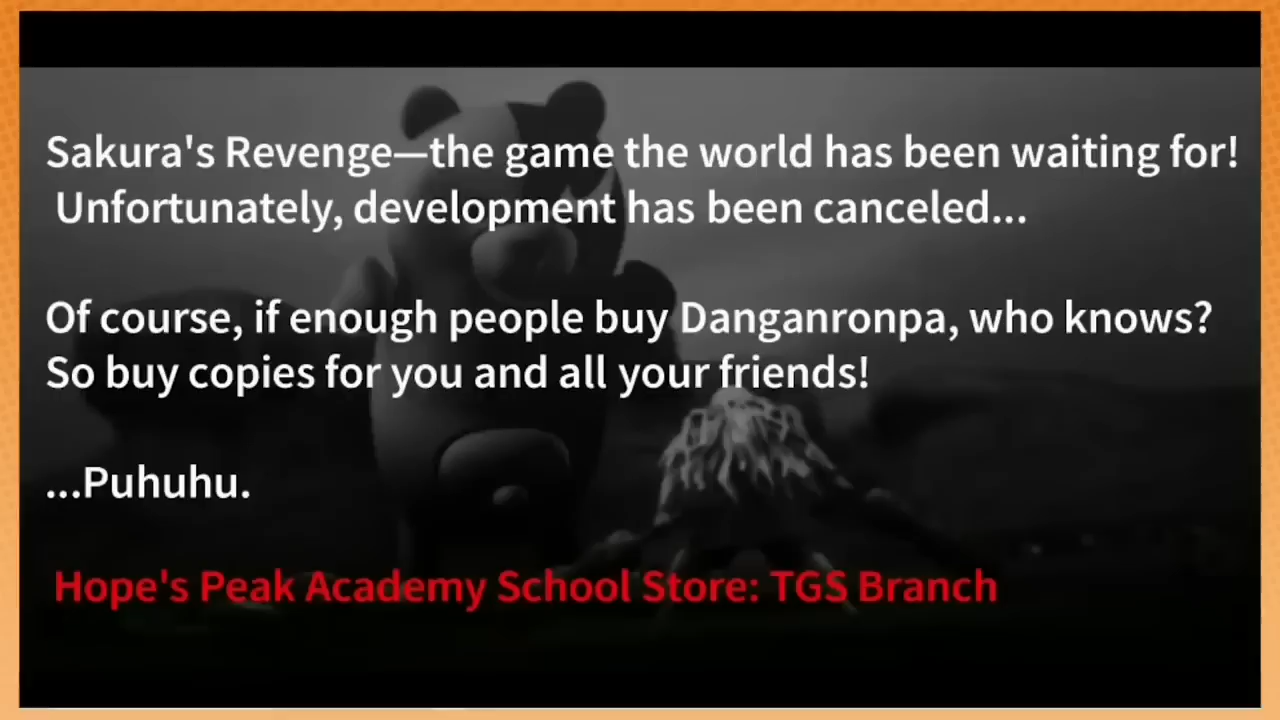 Sakura's Revenge—the game the world has been waiting for!
Unfortunately, development has been canceled...
Of course, if enough people buy Danganronpa, who knows?
So buy copies for you and all your friends!
...Puhuhu.
Hope's Peak Academy School Store: TGS Branch